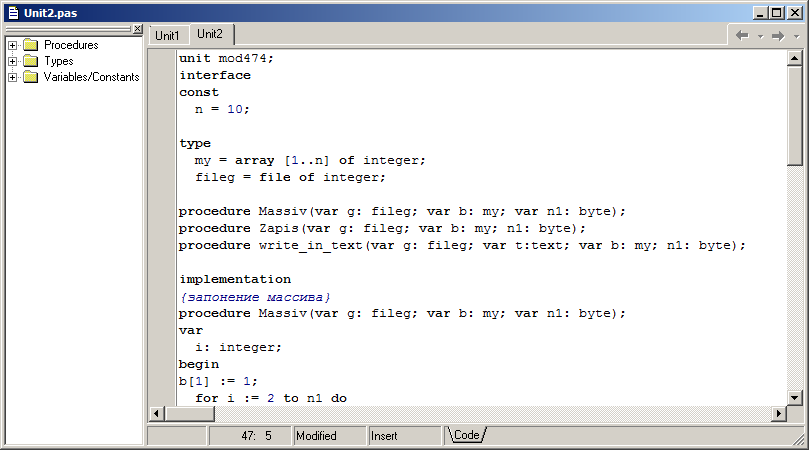 Unit2.pas
Procedures
Types
Variables/Constants
Unit1
Unit2
unit mod474;
interface
const
n = 10;
type
my = array [1..n] of integer;
fileg = file of integer;
procedure Massiv(var g: fileg; var b: my; var n1: byte);
procedure Zapis(var g: fileg; var b: my; n1: byte);
procedure write_in_text(var g: fileg; var t:text; var b: my; n1: byte);
implementation
{запонение массива}
procedure Massiv(var g: fileg; var b: my; var n1: byte);
var
i: integer;
begin
b[1] := 1;
for i := 2 to n1 do
47: 5
Modified
Insert
Code